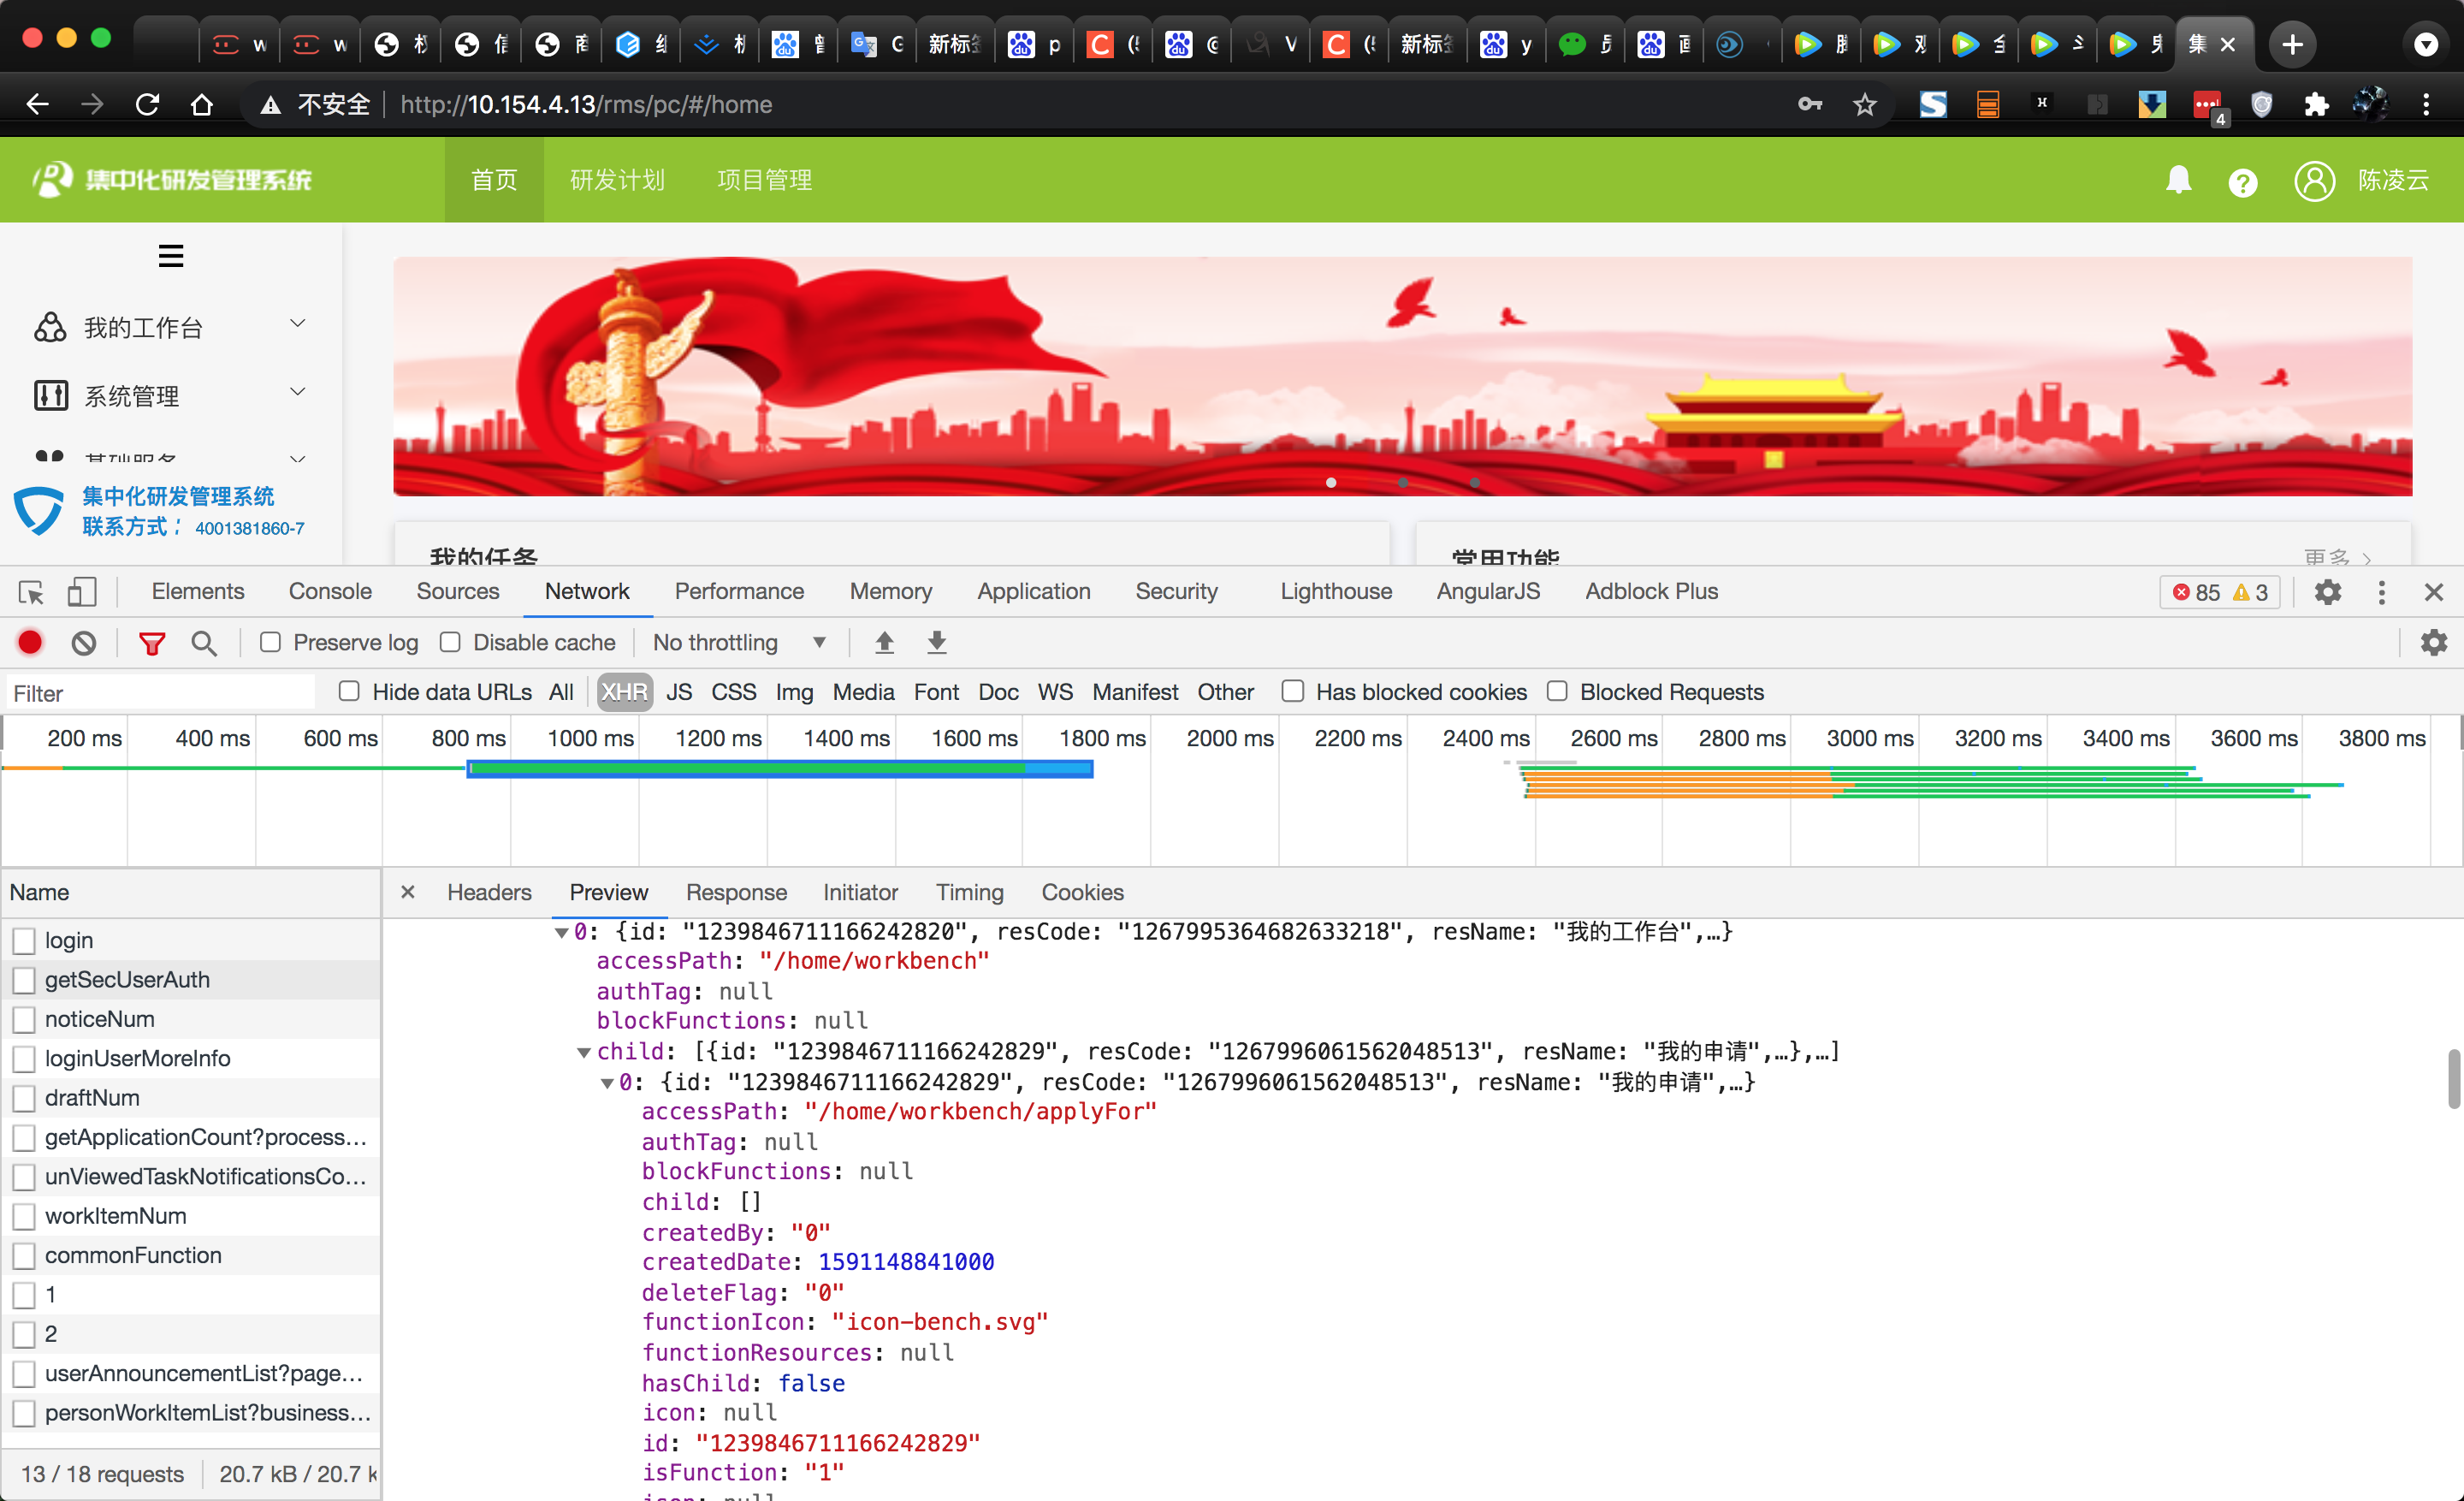 新标签
新标签
不安全 http://10.154.4.13/rms/pc/#/home
4
集中化研发管理系统 首页 研发计划 项目管理 陈凌云
我的工作台
系统管理
基础服务
集中化研发管理系统
联系方式： 4001381860-7
我的任务 常用功能 更多
Elements Console Sources Network Performance Memory Application Security Lighthouse AngularJS Adblock Plus 85 3
Preserve log Disable cache No throttling
Filter Hide data URLs All XHR JS CSS Img Media Font Doc WS Manifest Other Has blocked cookies Blocked Requests
200 ms 400 ms 600 ms 800 ms 1000 ms 1200 ms 1400 ms 1600 ms 1800 ms 2000 ms 2200 ms 2400 ms 2600 ms 2800 ms 3000 ms 3200 ms 3400 ms 3600 ms 3800 ms
Name
login
getSecUserAuth
noticeNum
loginUserMoreInfo
draftNum
getApplicationCount?process...
unViewedTaskNotificationsCo...
workItemNum
commonFunction
1
2
userAnnouncementList?page...
personWorkItemList?business...
13 / 18 requests 20.7 kB / 20.7 k
Headers Preview Response Initiator Timing Cookies
0: {id: "1239846711166242820", resCode: "1267995364682633218", resName: "我的工作台",…}
accessPath: "/home/workbench"
authTag: null
blockFunctions: null
child: [{id: "1239846711166242829", resCode: "1267996061562048513", resName: "我的申请",…},…]
0: {id: "1239846711166242829", resCode: "1267996061562048513", resName: "我的申请",…}
accessPath: "/home/workbench/applyFor"
authTag: null
blockFunctions: null
child: []
createdBy: "0"
createdDate: 1591148841000
deleteFlag: "0"
functionIcon: "icon-bench.svg"
functionResources: null
hasChild: false
icon: null
id: "1239846711166242829"
isFunction: "1"